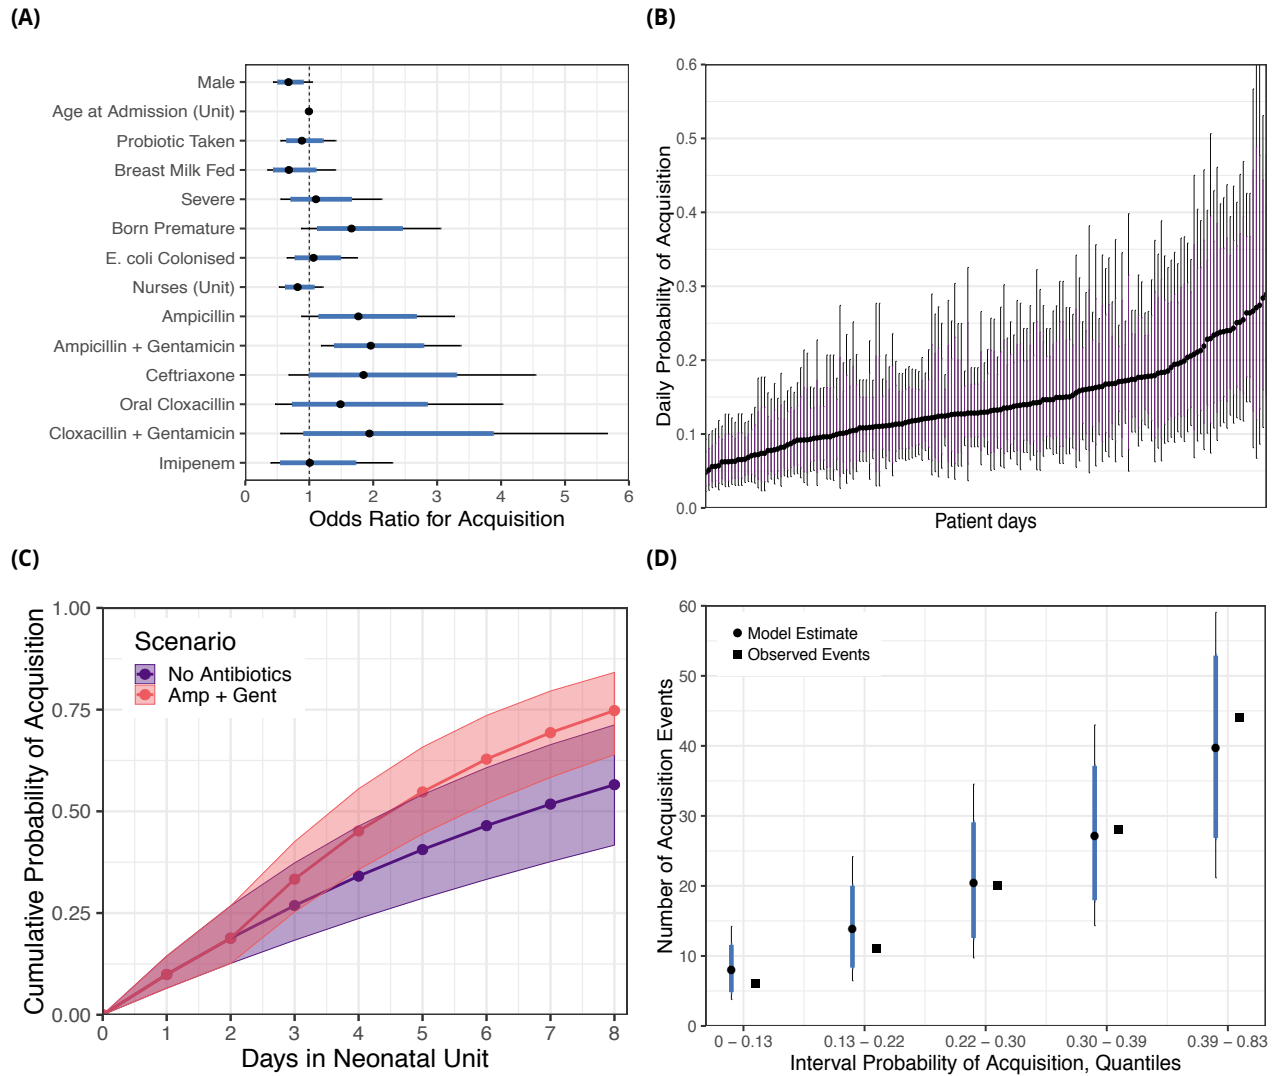 (A)
Male
Age at Admission (Unit)
Probiotic Taken
Breast Milk Fed
Severe
Born Premature
E. coli Colonised
Nurses (Unit)
Ampicillin
Ampicillin + Gentamicin
Ceftriaxone
Oral Cloxacillin
Cloxacillin + Gentamicin
Imipenem
0 1 2 3 4 5 6
Odds Ratio for Acquisition
(B)
Daily Probability of Acquisition
0.6
0.5
0.4
0.3
0.2
0.1
0.0
Patient days
(C)
Cumulative Probability of Acquisition
1.00
0.75
0.50
0.25
0.00
Scenario
No Antibiotics
Amp + Gent
0 1 2 3 4 5 6 7 8
Days in Neonatal Unit
(D)
Number of Acquisition Events
60
50
40
30
20
10
0
Model Estimate
Observed Events
0 – 0.13 0.13 – 0.22 0.22 – 0.30 0.30 – 0.39 0.39 – 0.83
Interval Probability of Acquisition, Quantiles